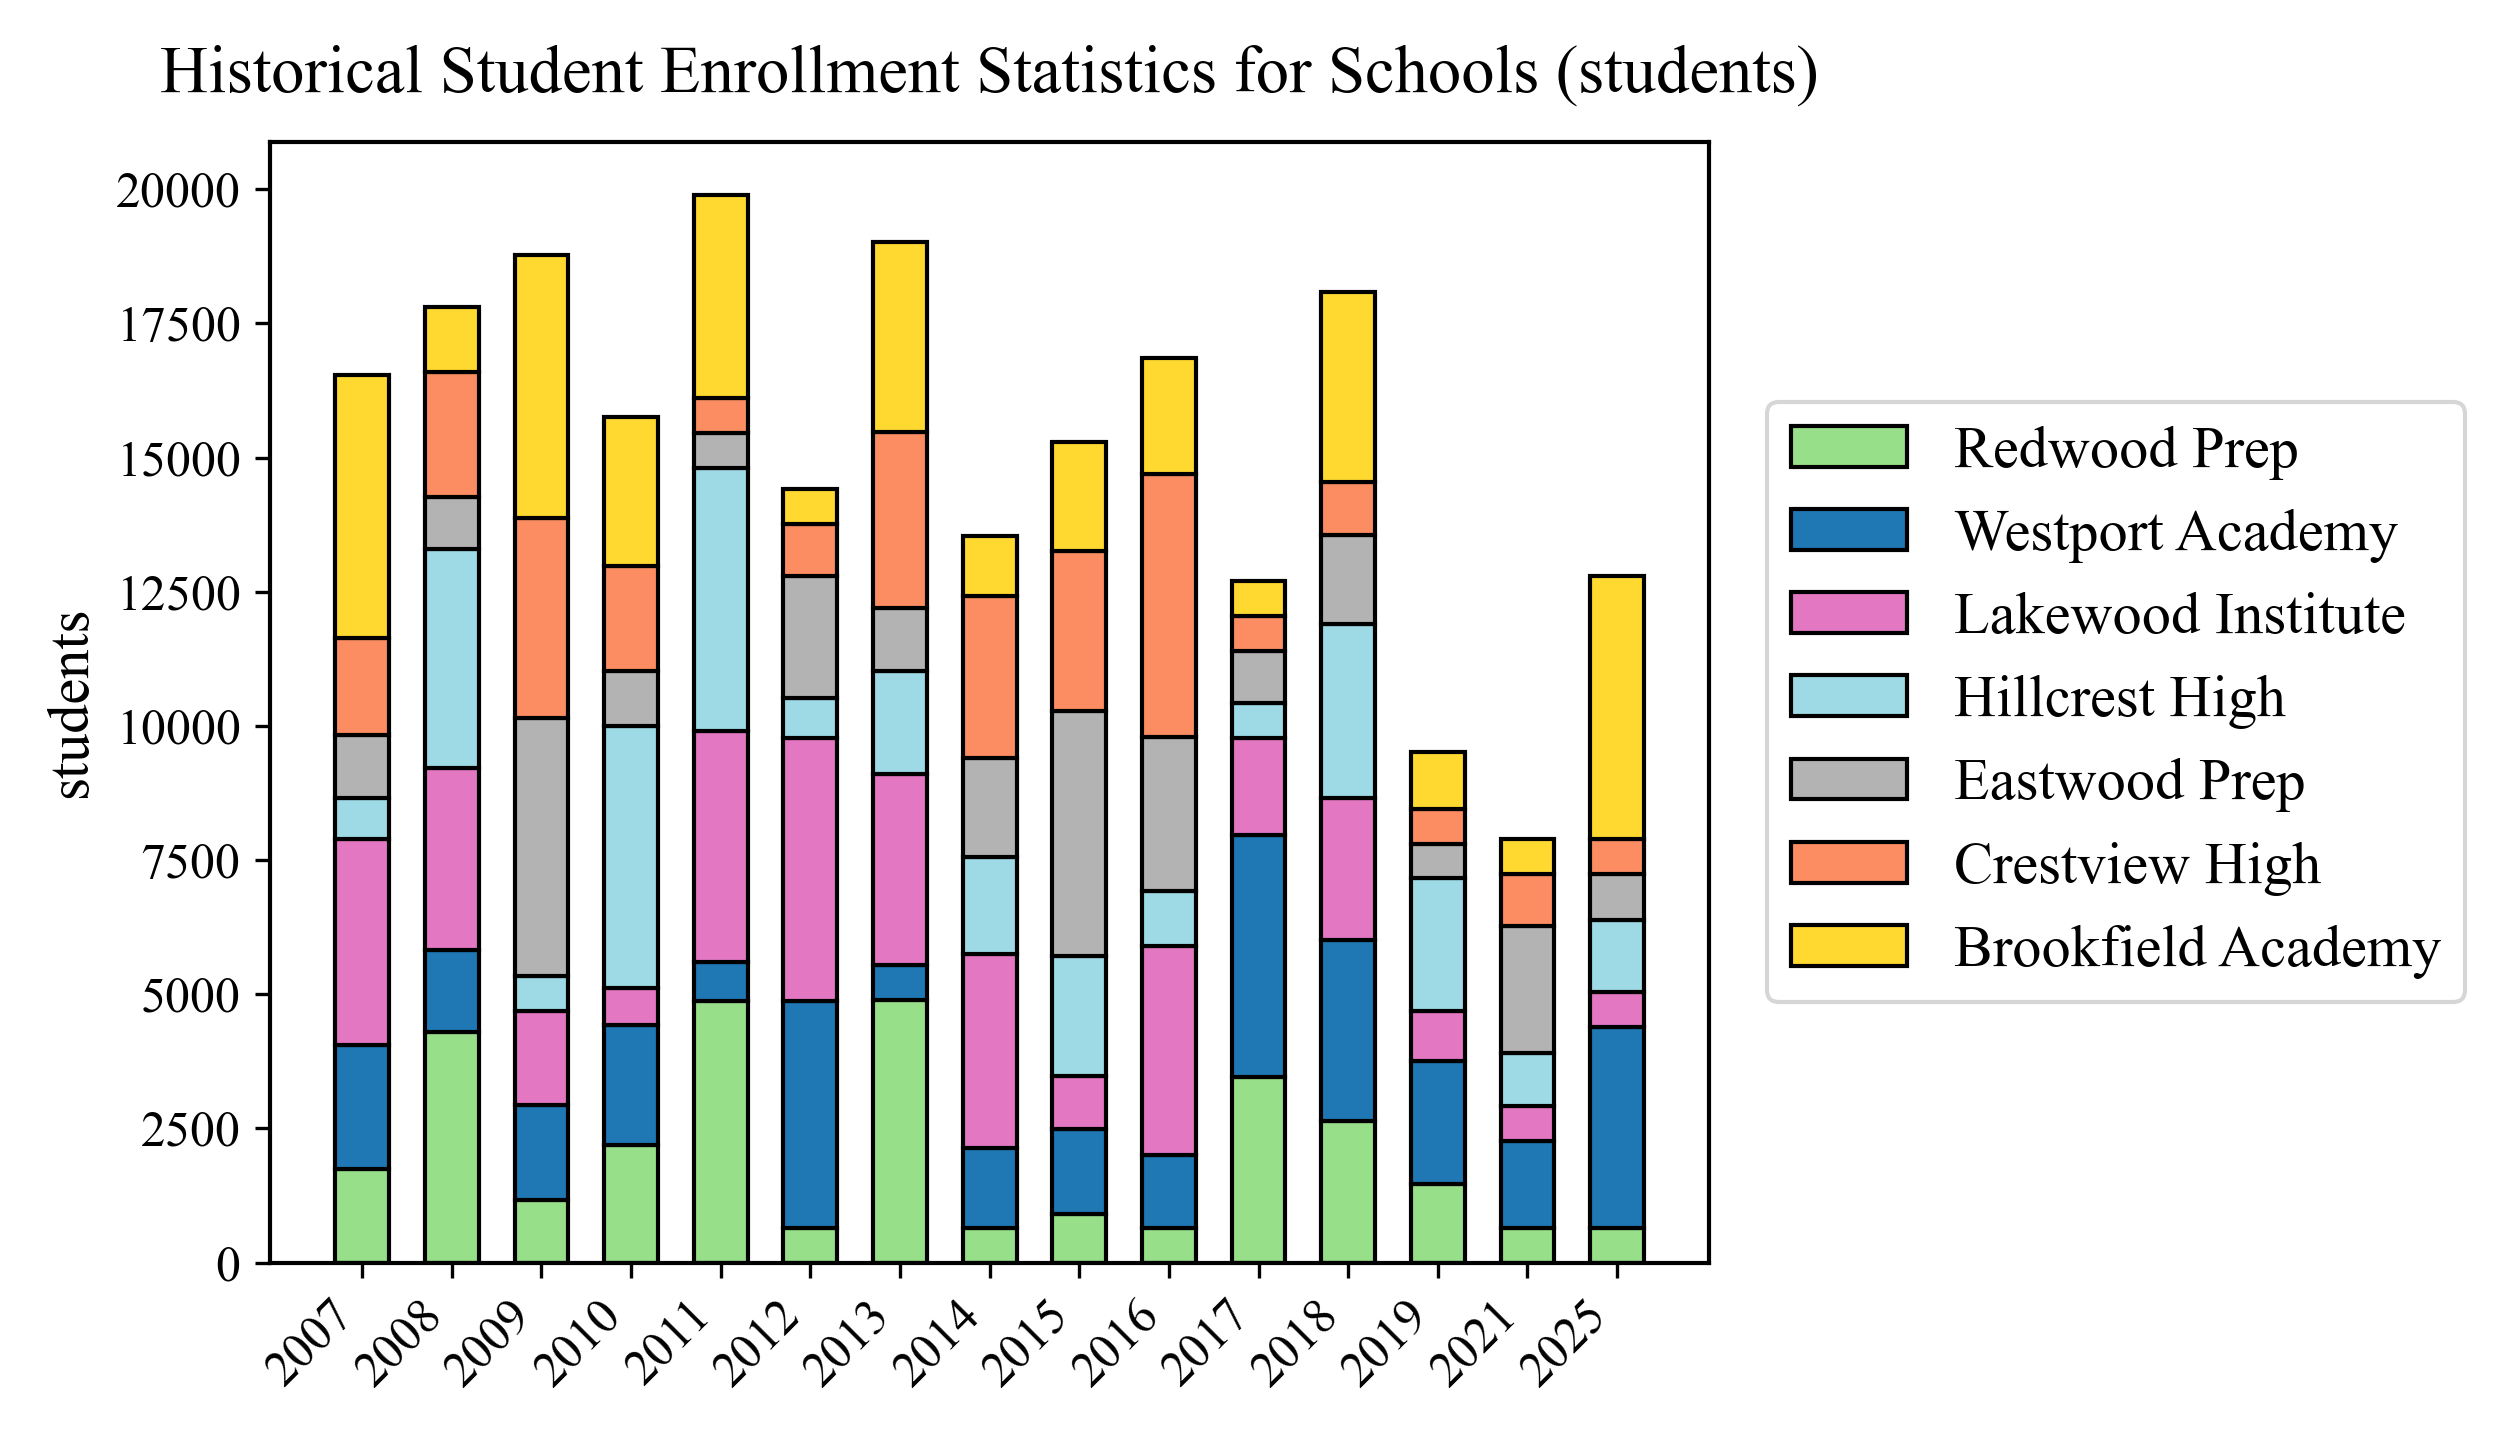 Historical Student Enrollment Statistics for Schools (students)
students
20000
17500
15000
12500
10000
7500
5000
2500
0
2007
2008
2009
2010
2011
2012
2013
2014
2015
2016
2017
2018
2019
2021
2025
Redwood Prep
Westport Academy
Lakewood Institute
Hillcrest High
Eastwood Prep
Crestview High
Brookfield Academy